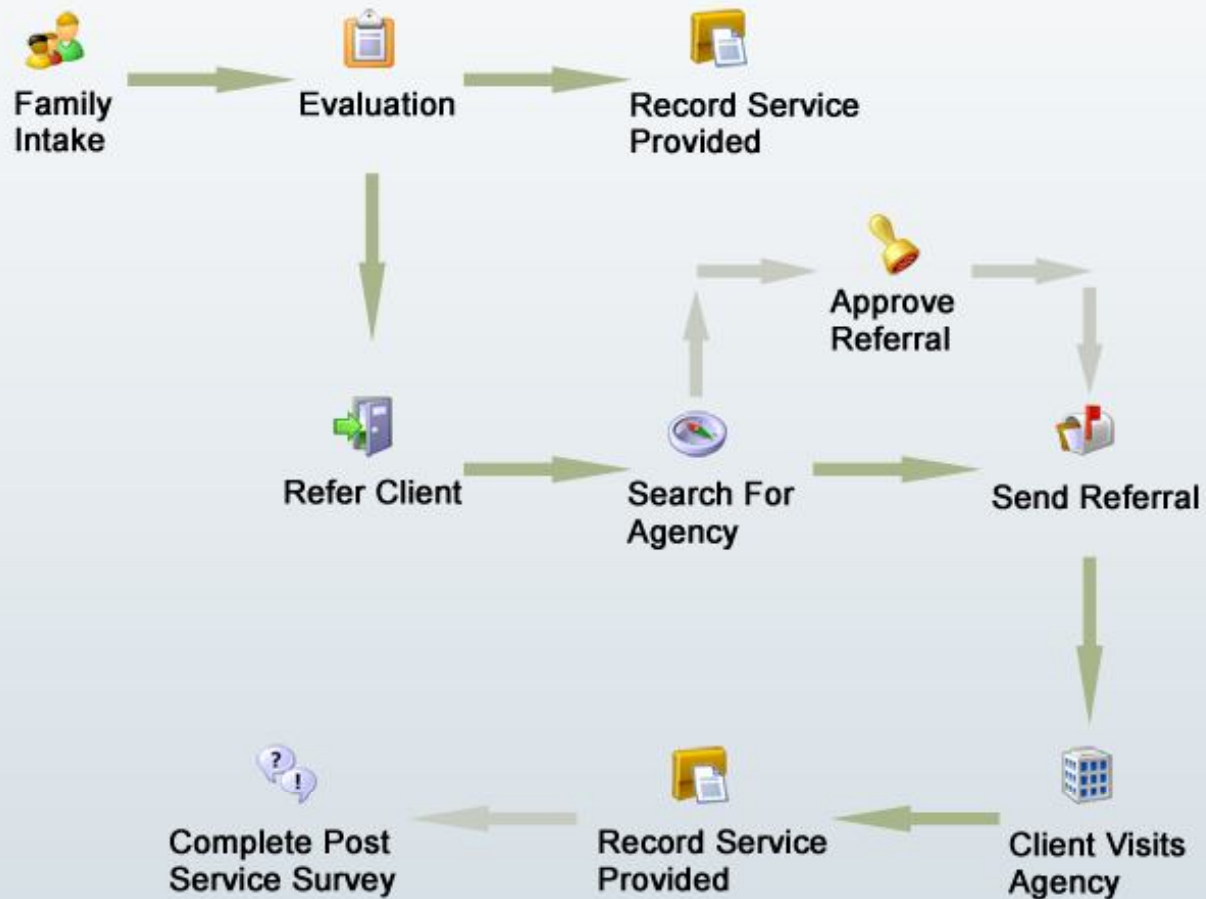 Family
Intake
Evaluation
Record Service
Provided
Approve
Referral
Refer Client
Search For
Agency
Send Referral
Complete Post
Service Survey
Record Service
Provided
Client Visits
Agency